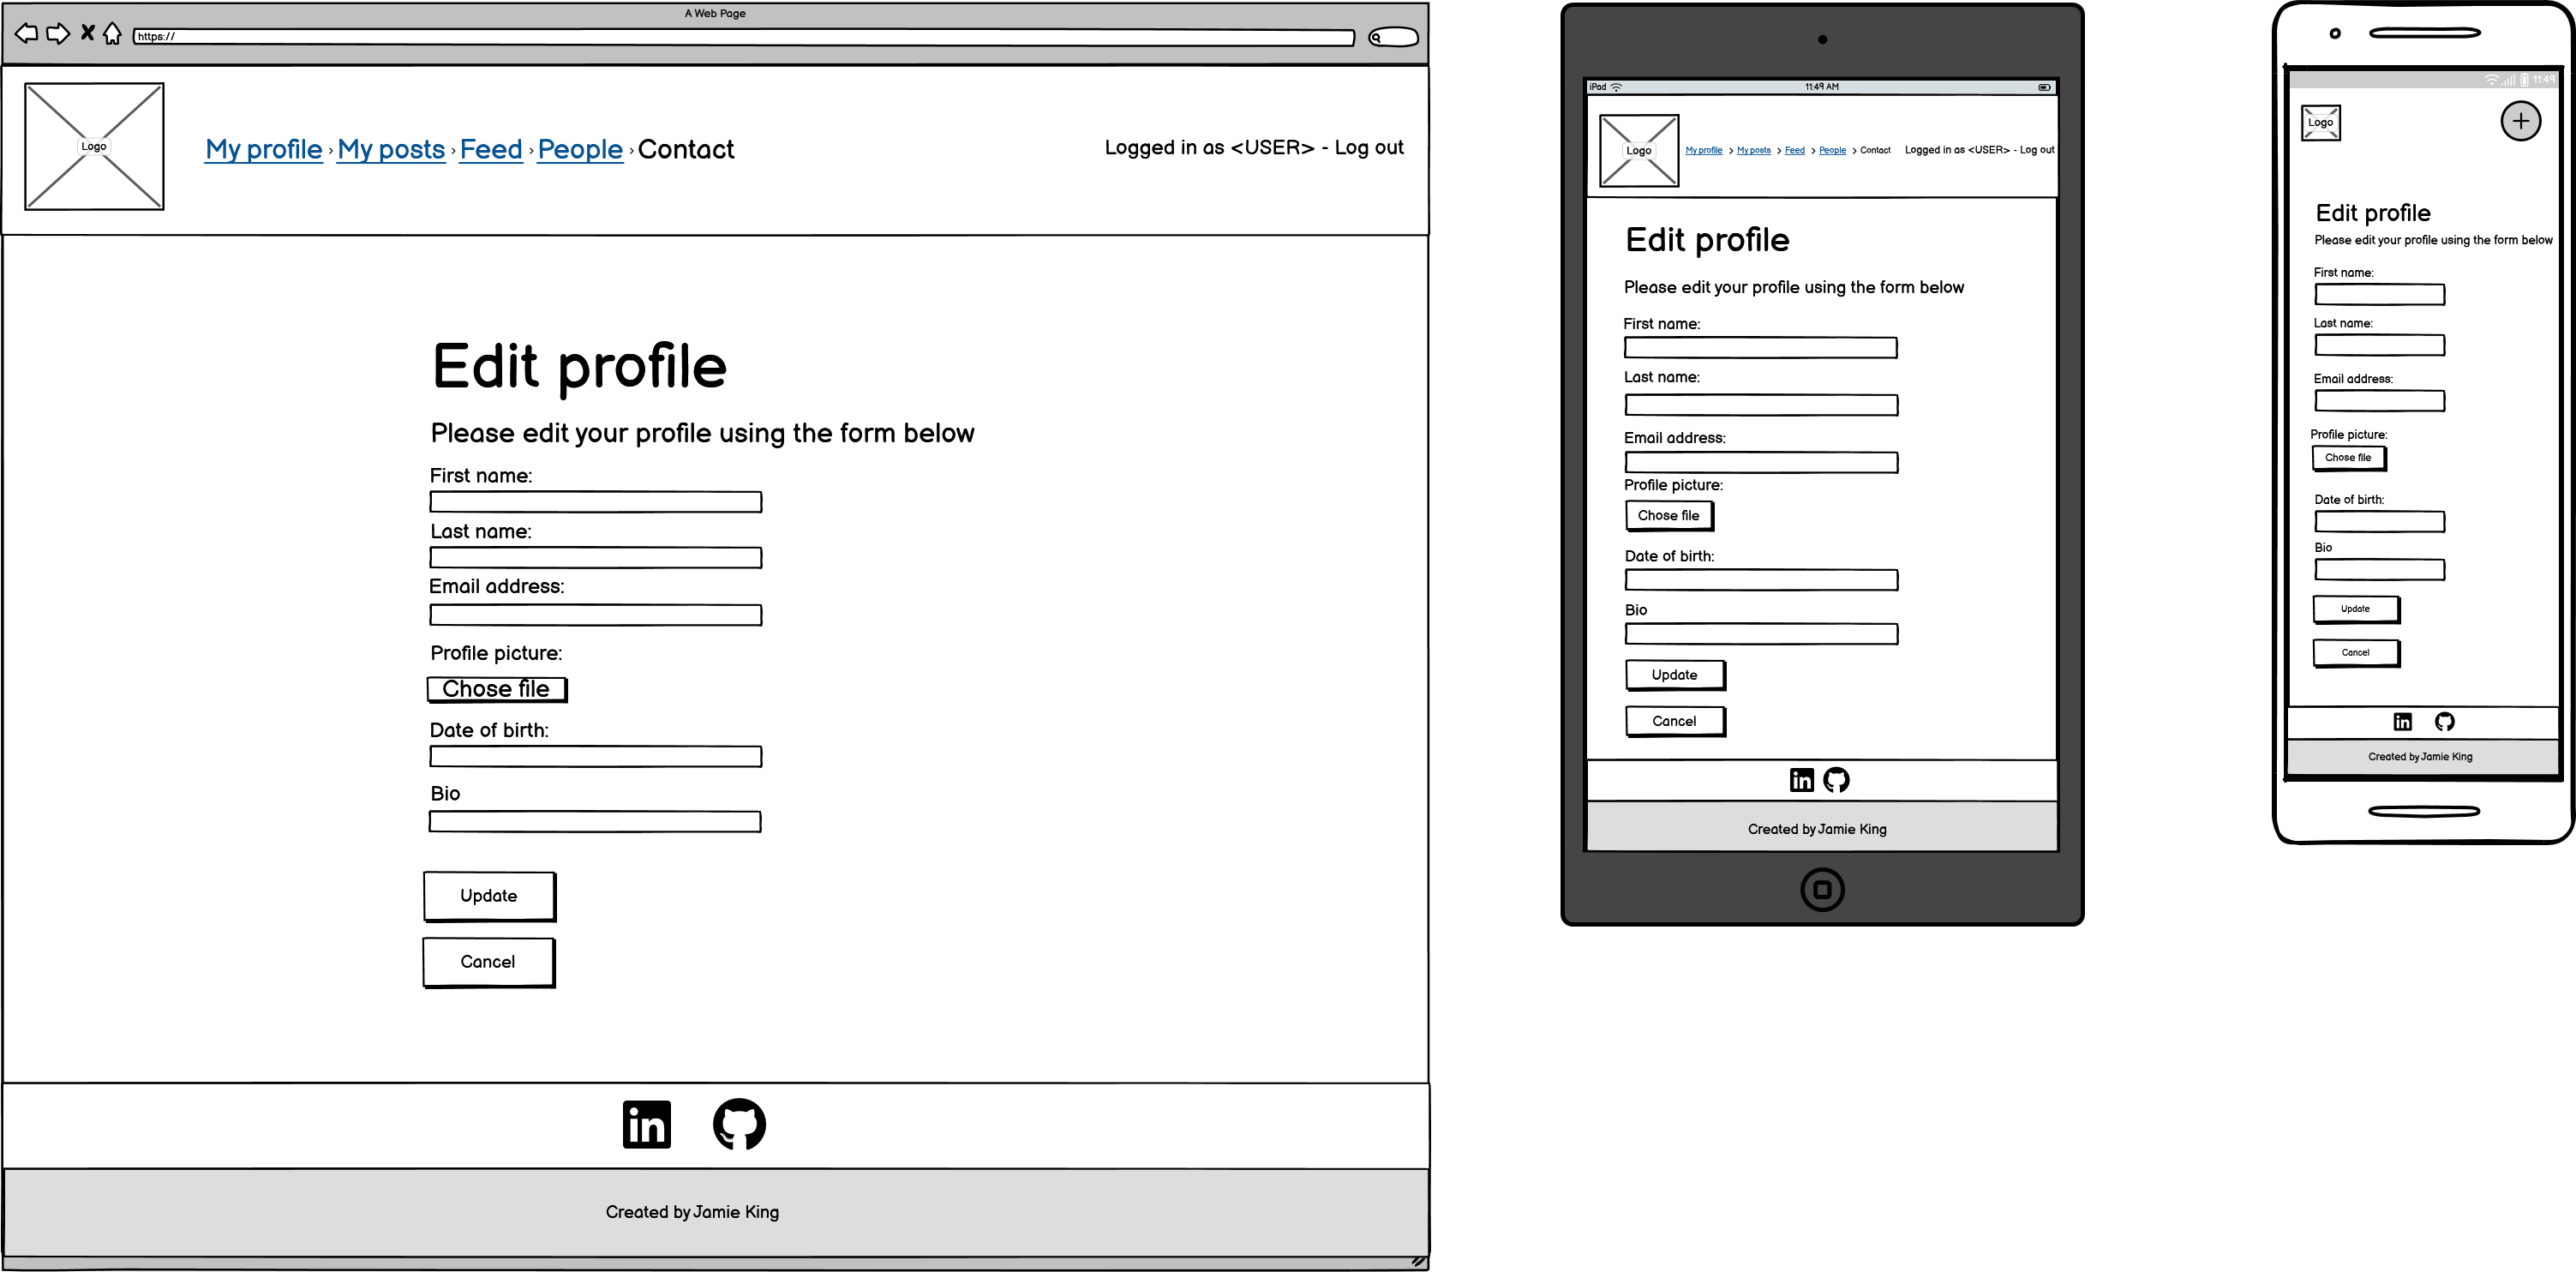 A Web Page
https://
Logo
My profile › My posts › Feed › People › Contact
Logged in as <USER> - Log out
Edit profile
Please edit your profile using the form below
First name:
Last name:
Email address:
Profile picture:
Chose file
Date of birth:
Bio
Update
Cancel
in
Created by Jamie King
iPad
11:49 AM
Logo
My profile > My posts > Feed > People > Contact
Logged in as <USER> - Log out
Edit profile
Please edit your profile using the form below
First name:
Last name:
Email address:
Profile picture:
Chose file
Date of birth:
Bio
Update
Cancel
in
Created by Jamie King
11:49
Logo
Edit profile
Please edit your profile using the form below
First name:
Last name:
Email address:
Profile picture:
Chose file
Date of birth:
Bio
Update
Cancel
in
Created by Jamie King